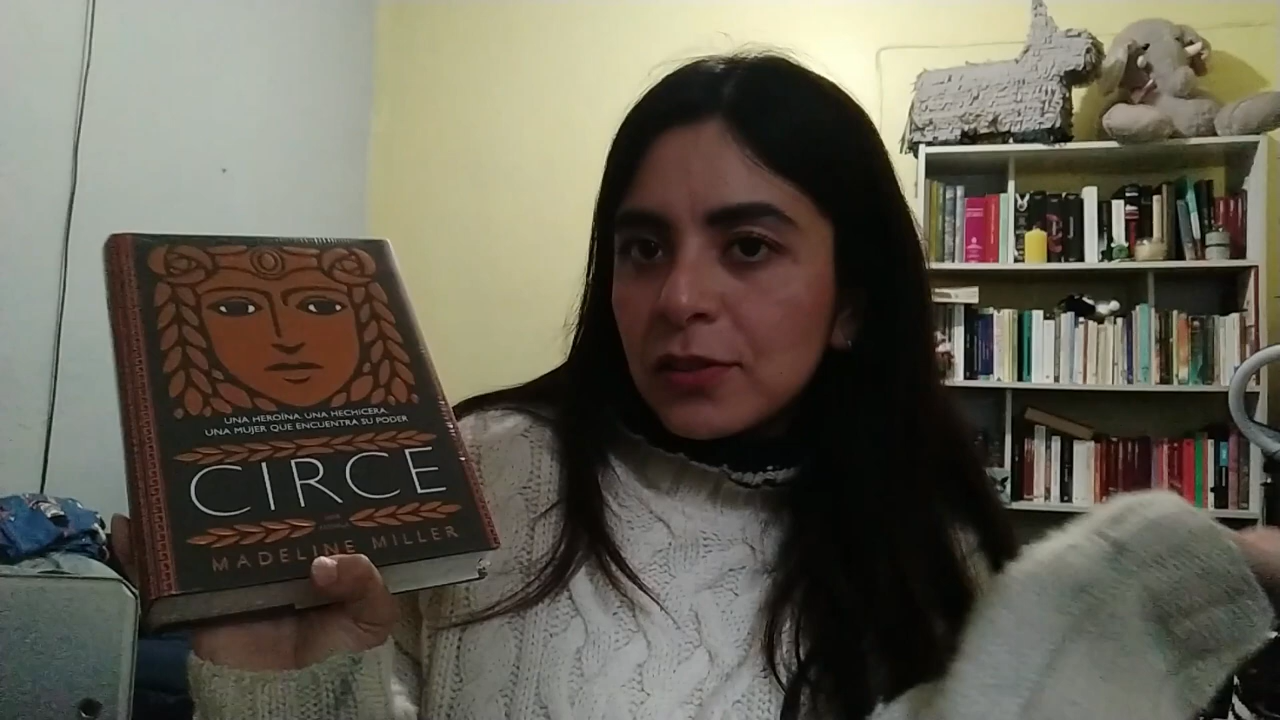 UNA HEROÍNA. UNA HECHICERA.
UNA MUJER QUE ENCUENTRA SU PODER
CIRCE
MADELINE MILLER